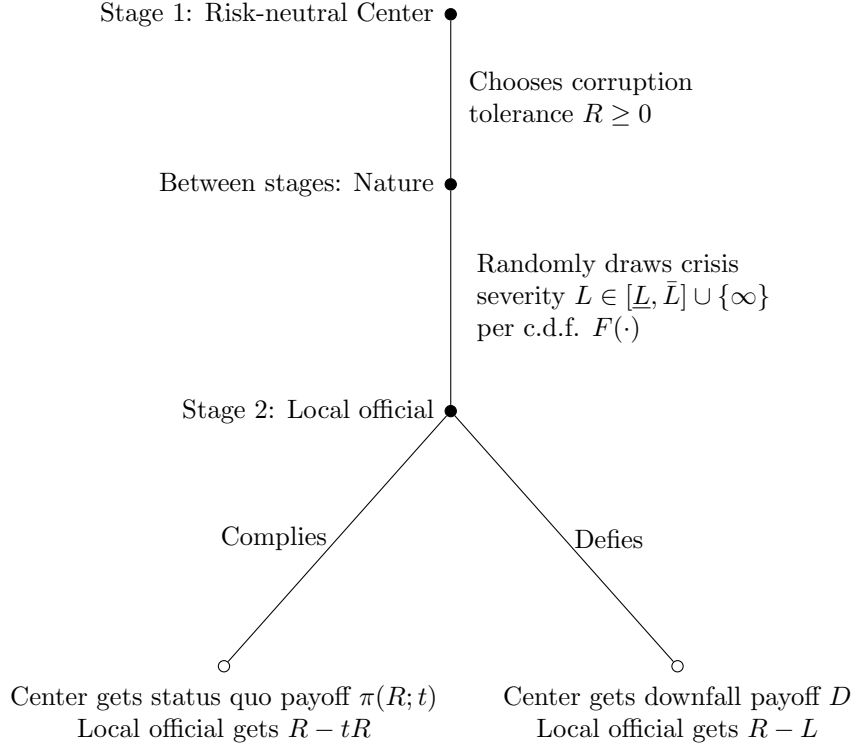 Stage 1: Risk-neutral Center
Chooses corruption
tolerance R ≥ 0
Between stages: Nature
Randomly draws crisis
severity L ∈ [L̲, L̄] ∪ {∞}
per c.d.f. F(·)
Stage 2: Local official
Complies
Defies
Center gets status quo payoff π(R; t)
Local official gets R − tR
Center gets downfall payoff D
Local official gets R − L